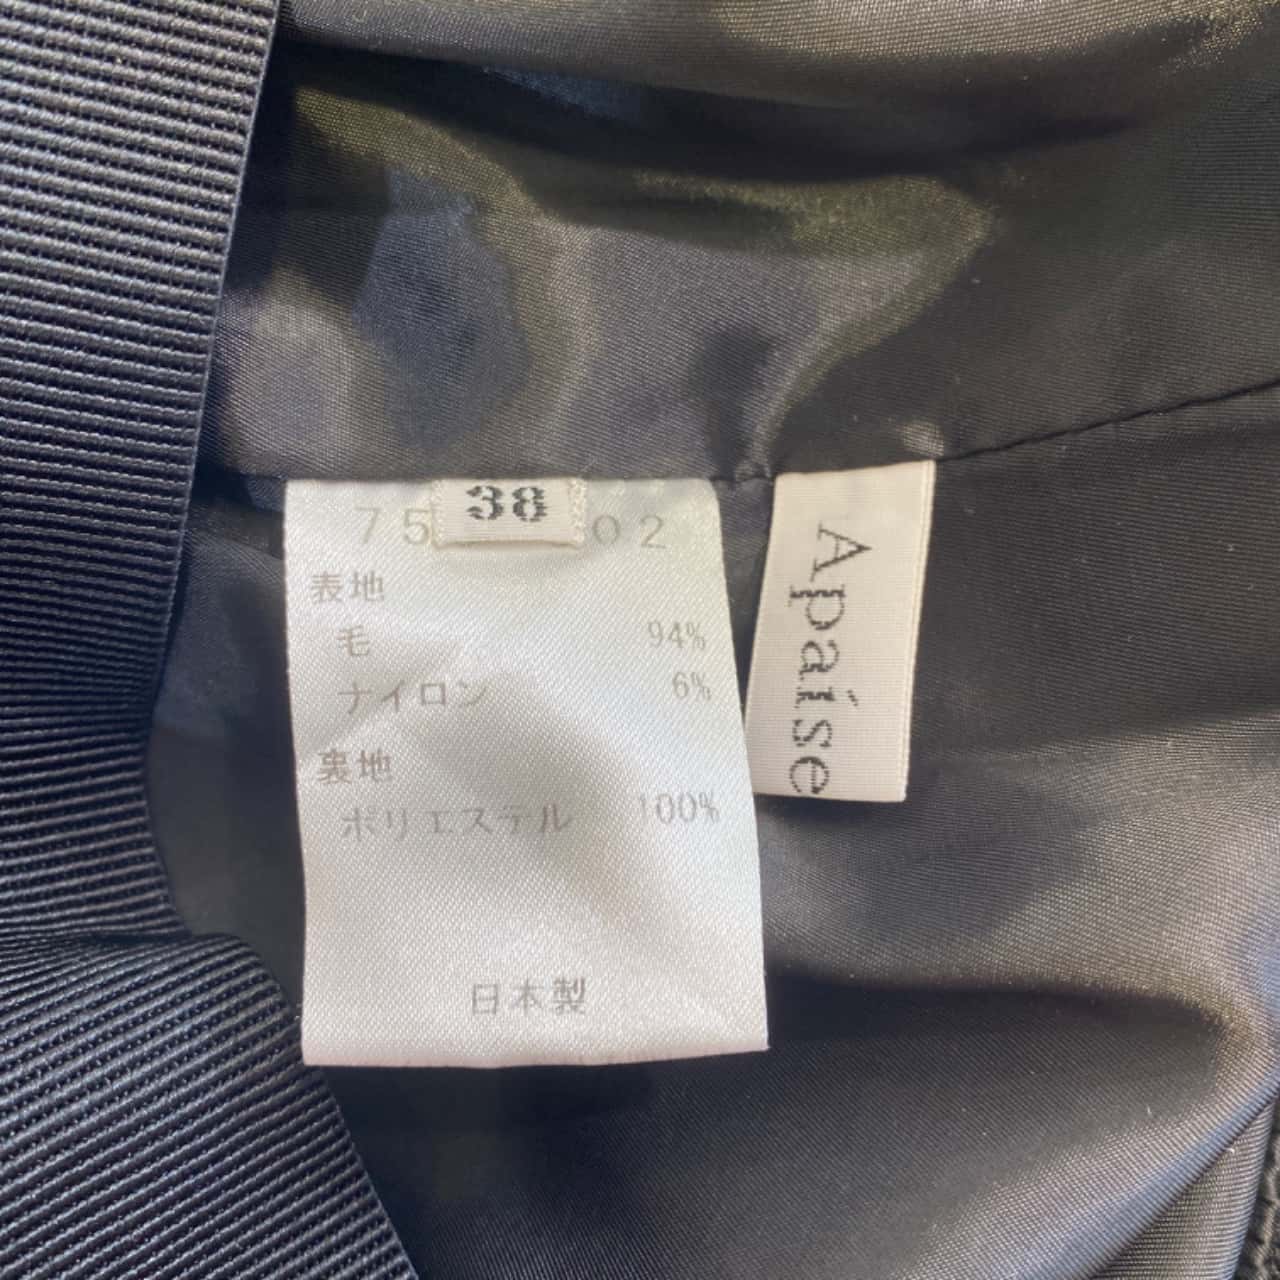 38
75 02
表地
毛 94%
ナイロン 6%
裏地
ポリエステル 100%
日本製
Apaise